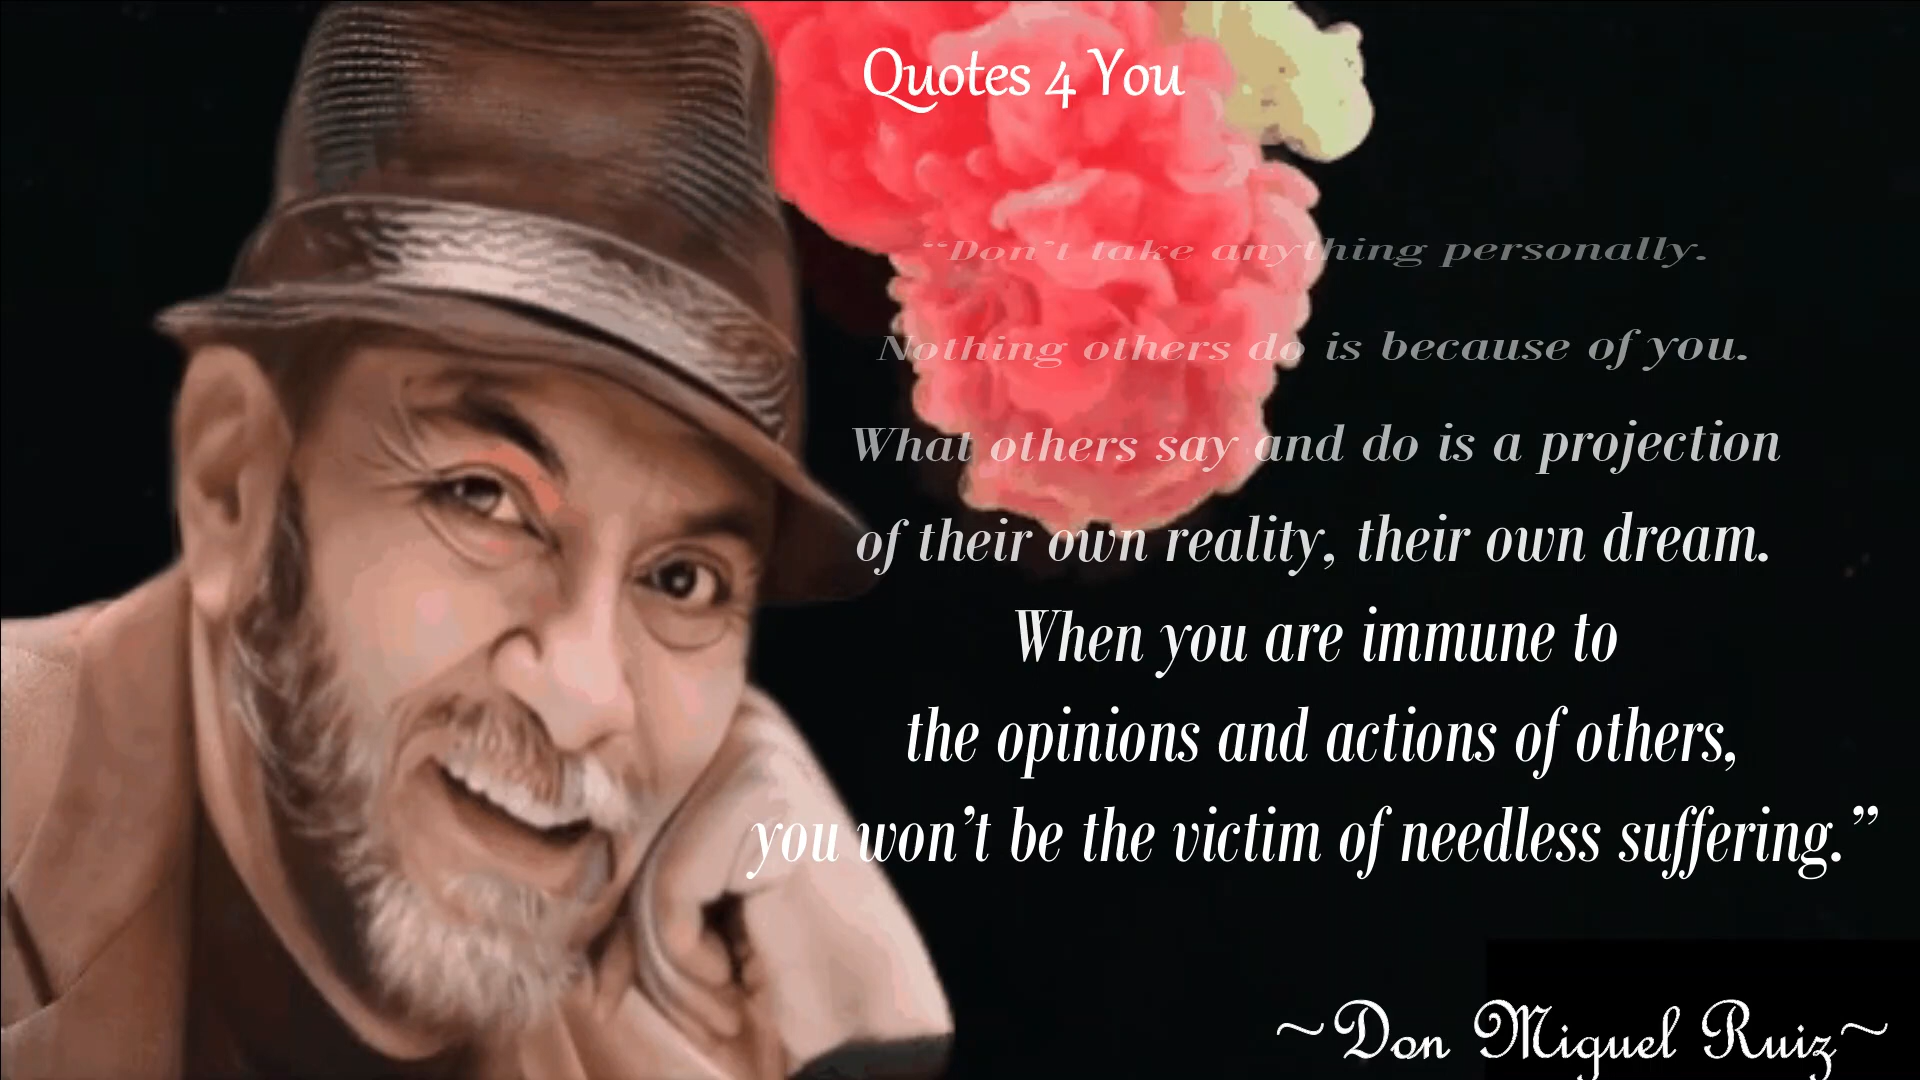 Quotes 4 You
“Don’t take anything personally.
Nothing others do is because of you.
What others say and do is a projection
of their own reality, their own dream.
When you are immune to
the opinions and actions of others,
you won’t be the victim of needless suffering.”
~Don Miguel Ruiz~